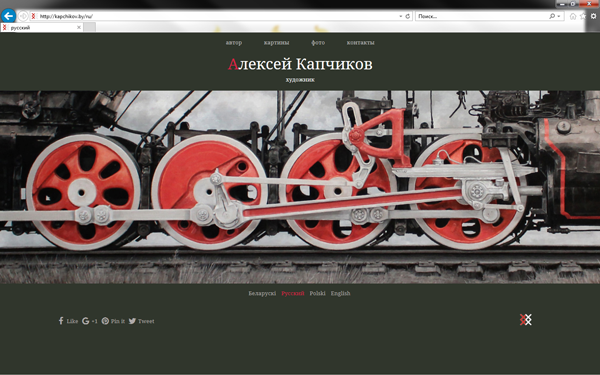 http://kapchikov.by/ru/
Поиск...
русский
автор картины фото контакты
Алексей Капчиков
художник
Беларускі Русский Polski English
Like +1 Pin it Tweet